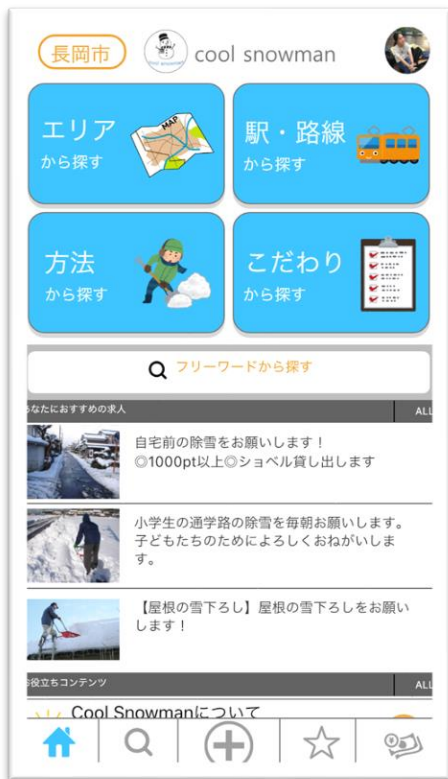 長岡市
cool snowman
エリア
から探す
MAP
駅・路線
から探す
方法
から探す
こだわり
から探す
フリーワードから探す
あなたにおすすめの求人
ALL
自宅前の除雪をお願いします！
◎1000pt以上◎ショベル貸し出します
小学生の通学路の除雪を毎朝お願いします。
子どもたちのためによろしくおねがいしま
す。
【屋根の雪下ろし】屋根の雪下ろしをお願い
します！
お役立ちコンテンツ
ALL
Cool Snowmanについて